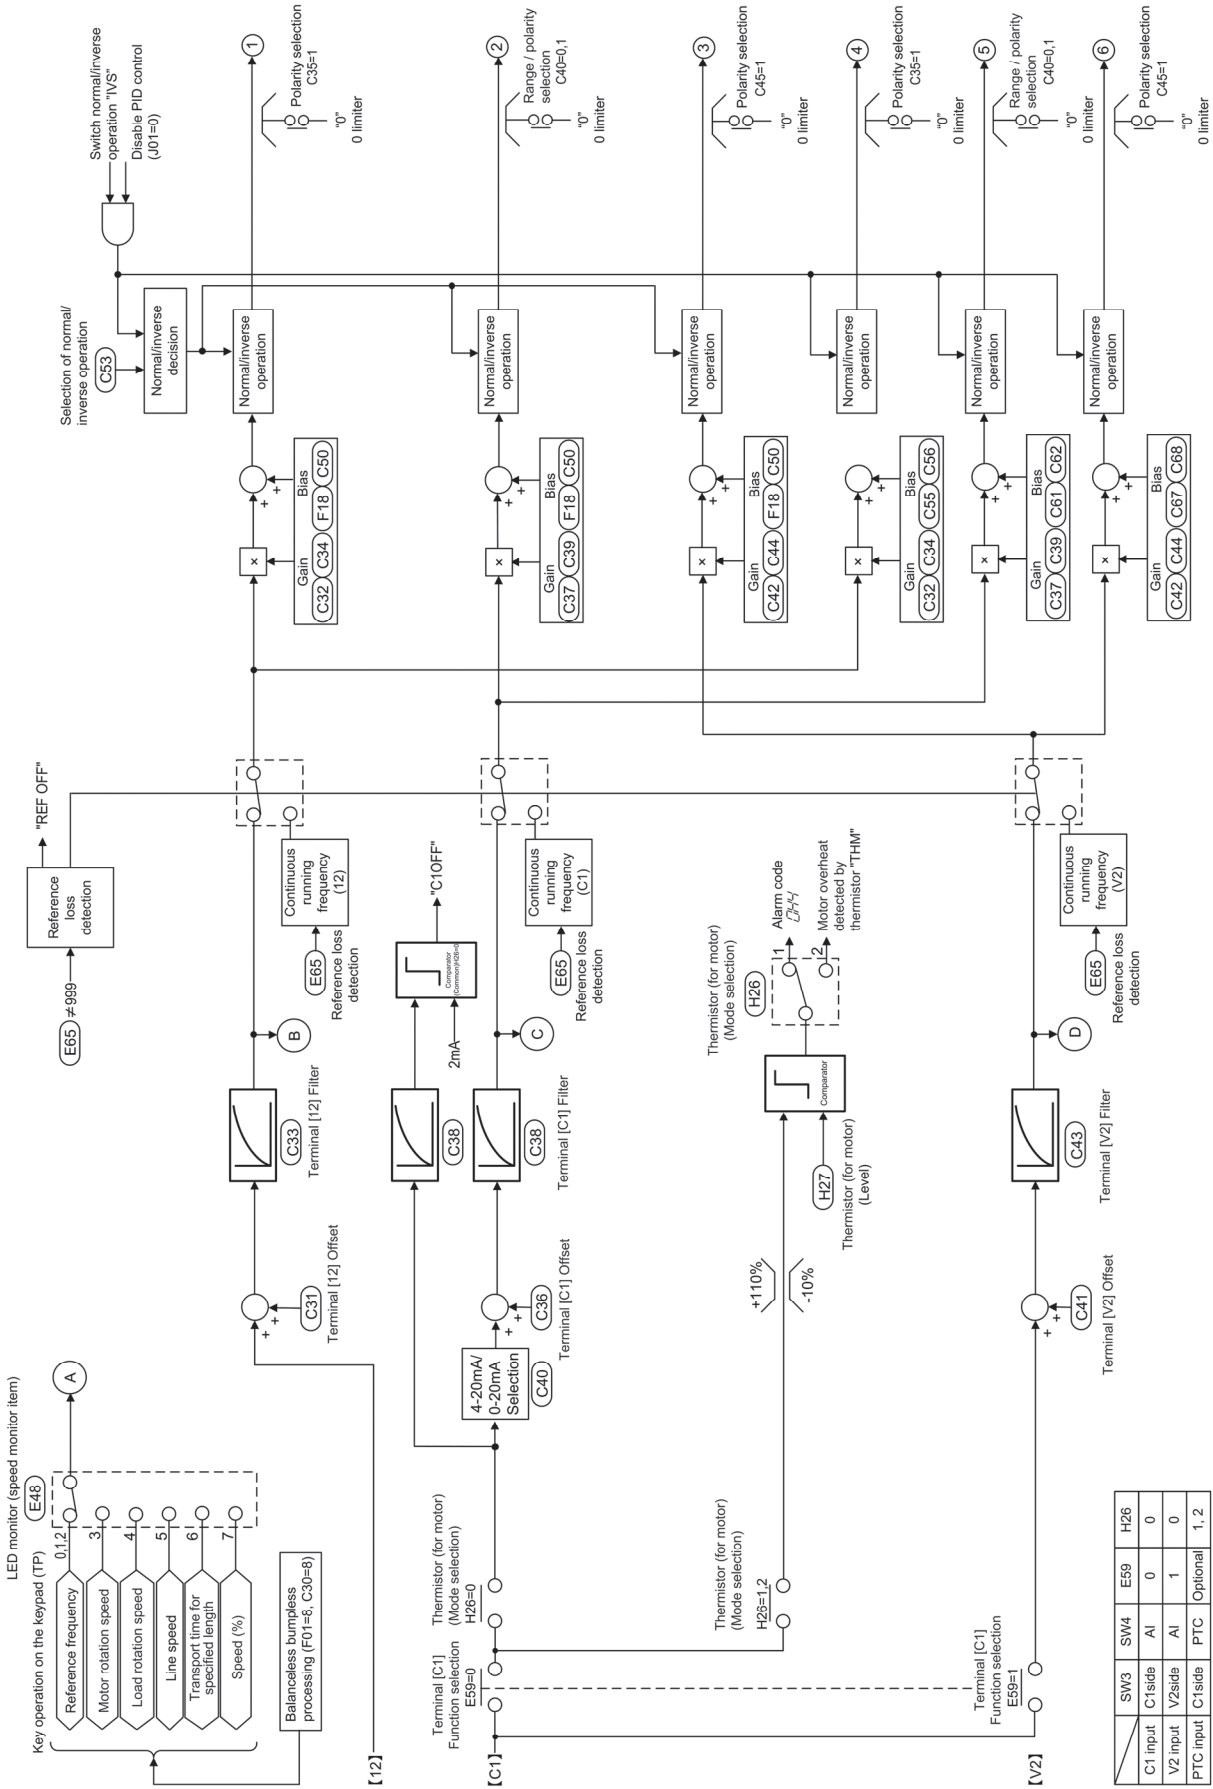 LED monitor (speed monitor item)
Key operation on the keypad (TP)
E48
Reference frequency
0,1,2
Motor rotation speed
3
Load rotation speed
4
Line speed
5
Transport time for
specified length
6
Speed (%)
7
A
Balanceless bumpless
processing (F01=8, C30=8)
E65 ≠999
Reference
loss
detection
"REF OFF"
Selection of normal/
inverse operation
C53
Normal/inverse
decision
Switch normal/inverse
operation "IVS"
Disable PID control
(J01=0)
【12】
+
+
C31
Terminal [12] Offset
C33
Terminal [12] Filter
B
E65
Reference loss
detection
Continuous
running
frequency
(12)
×
Gain
C32 C34
+
+
Bias
F18 C50
Normal/inverse
operation
1
Polarity selection
C35=1
"0"
0 limiter
【C1】
Terminal [C1]
Function selection
E59=0
Thermistor (for motor)
(Mode selection)
H26=0
4-20mA/
0-20mA
Selection
C40
+
+
C36
Terminal [C1] Offset
C38
C38
Terminal [C1] Filter
2mA
Comparator
(Common)H26=0
"C1OFF"
C
E65
Reference loss
detection
Continuous
running
frequency
(C1)
×
Gain
C37 C39
+
+
Bias
F18 C50
Normal/inverse
operation
2
Range / polarity
selection
C40=0,1
"0"
0 limiter
×
Gain
C42 C44
+
+
Bias
F18 C50
Normal/inverse
operation
3
Polarity selection
C45=1
"0"
0 limiter
Thermistor (for motor)
(Mode selection)
H26=1,2
+110%
-10%
H27
Thermistor (for motor)
(Level)
Comparator
Thermistor (for motor)
(Mode selection)
H26
1
Alarm code
0H4
2
Motor overheat
detected by
thermistor "THM"
×
Gain
C32 C34
+
+
Bias
C55 C56
Normal/inverse
operation
4
Polarity selection
C35=1
"0"
0 limiter
×
Gain
C37 C39
+
+
Bias
C61 C62
Normal/inverse
operation
5
Range / polarity
selection
C40=0,1
"0"
0 limiter
【V2】
Terminal [C1]
Function selection
E59=1
+
+
C41
Terminal [V2] Offset
C43
Terminal [V2] Filter
D
E65
Reference loss
detection
Continuous
running
frequency
(V2)
×
Gain
C42 C44
+
+
Bias
C67 C68
Normal/inverse
operation
6
Polarity selection
C45=1
"0"
0 limiter
SW3 SW4 E59 H26
C1 input C1side AI 0 0
V2 input V2side AI 1 0
PTC input C1side PTC Optional 1, 2